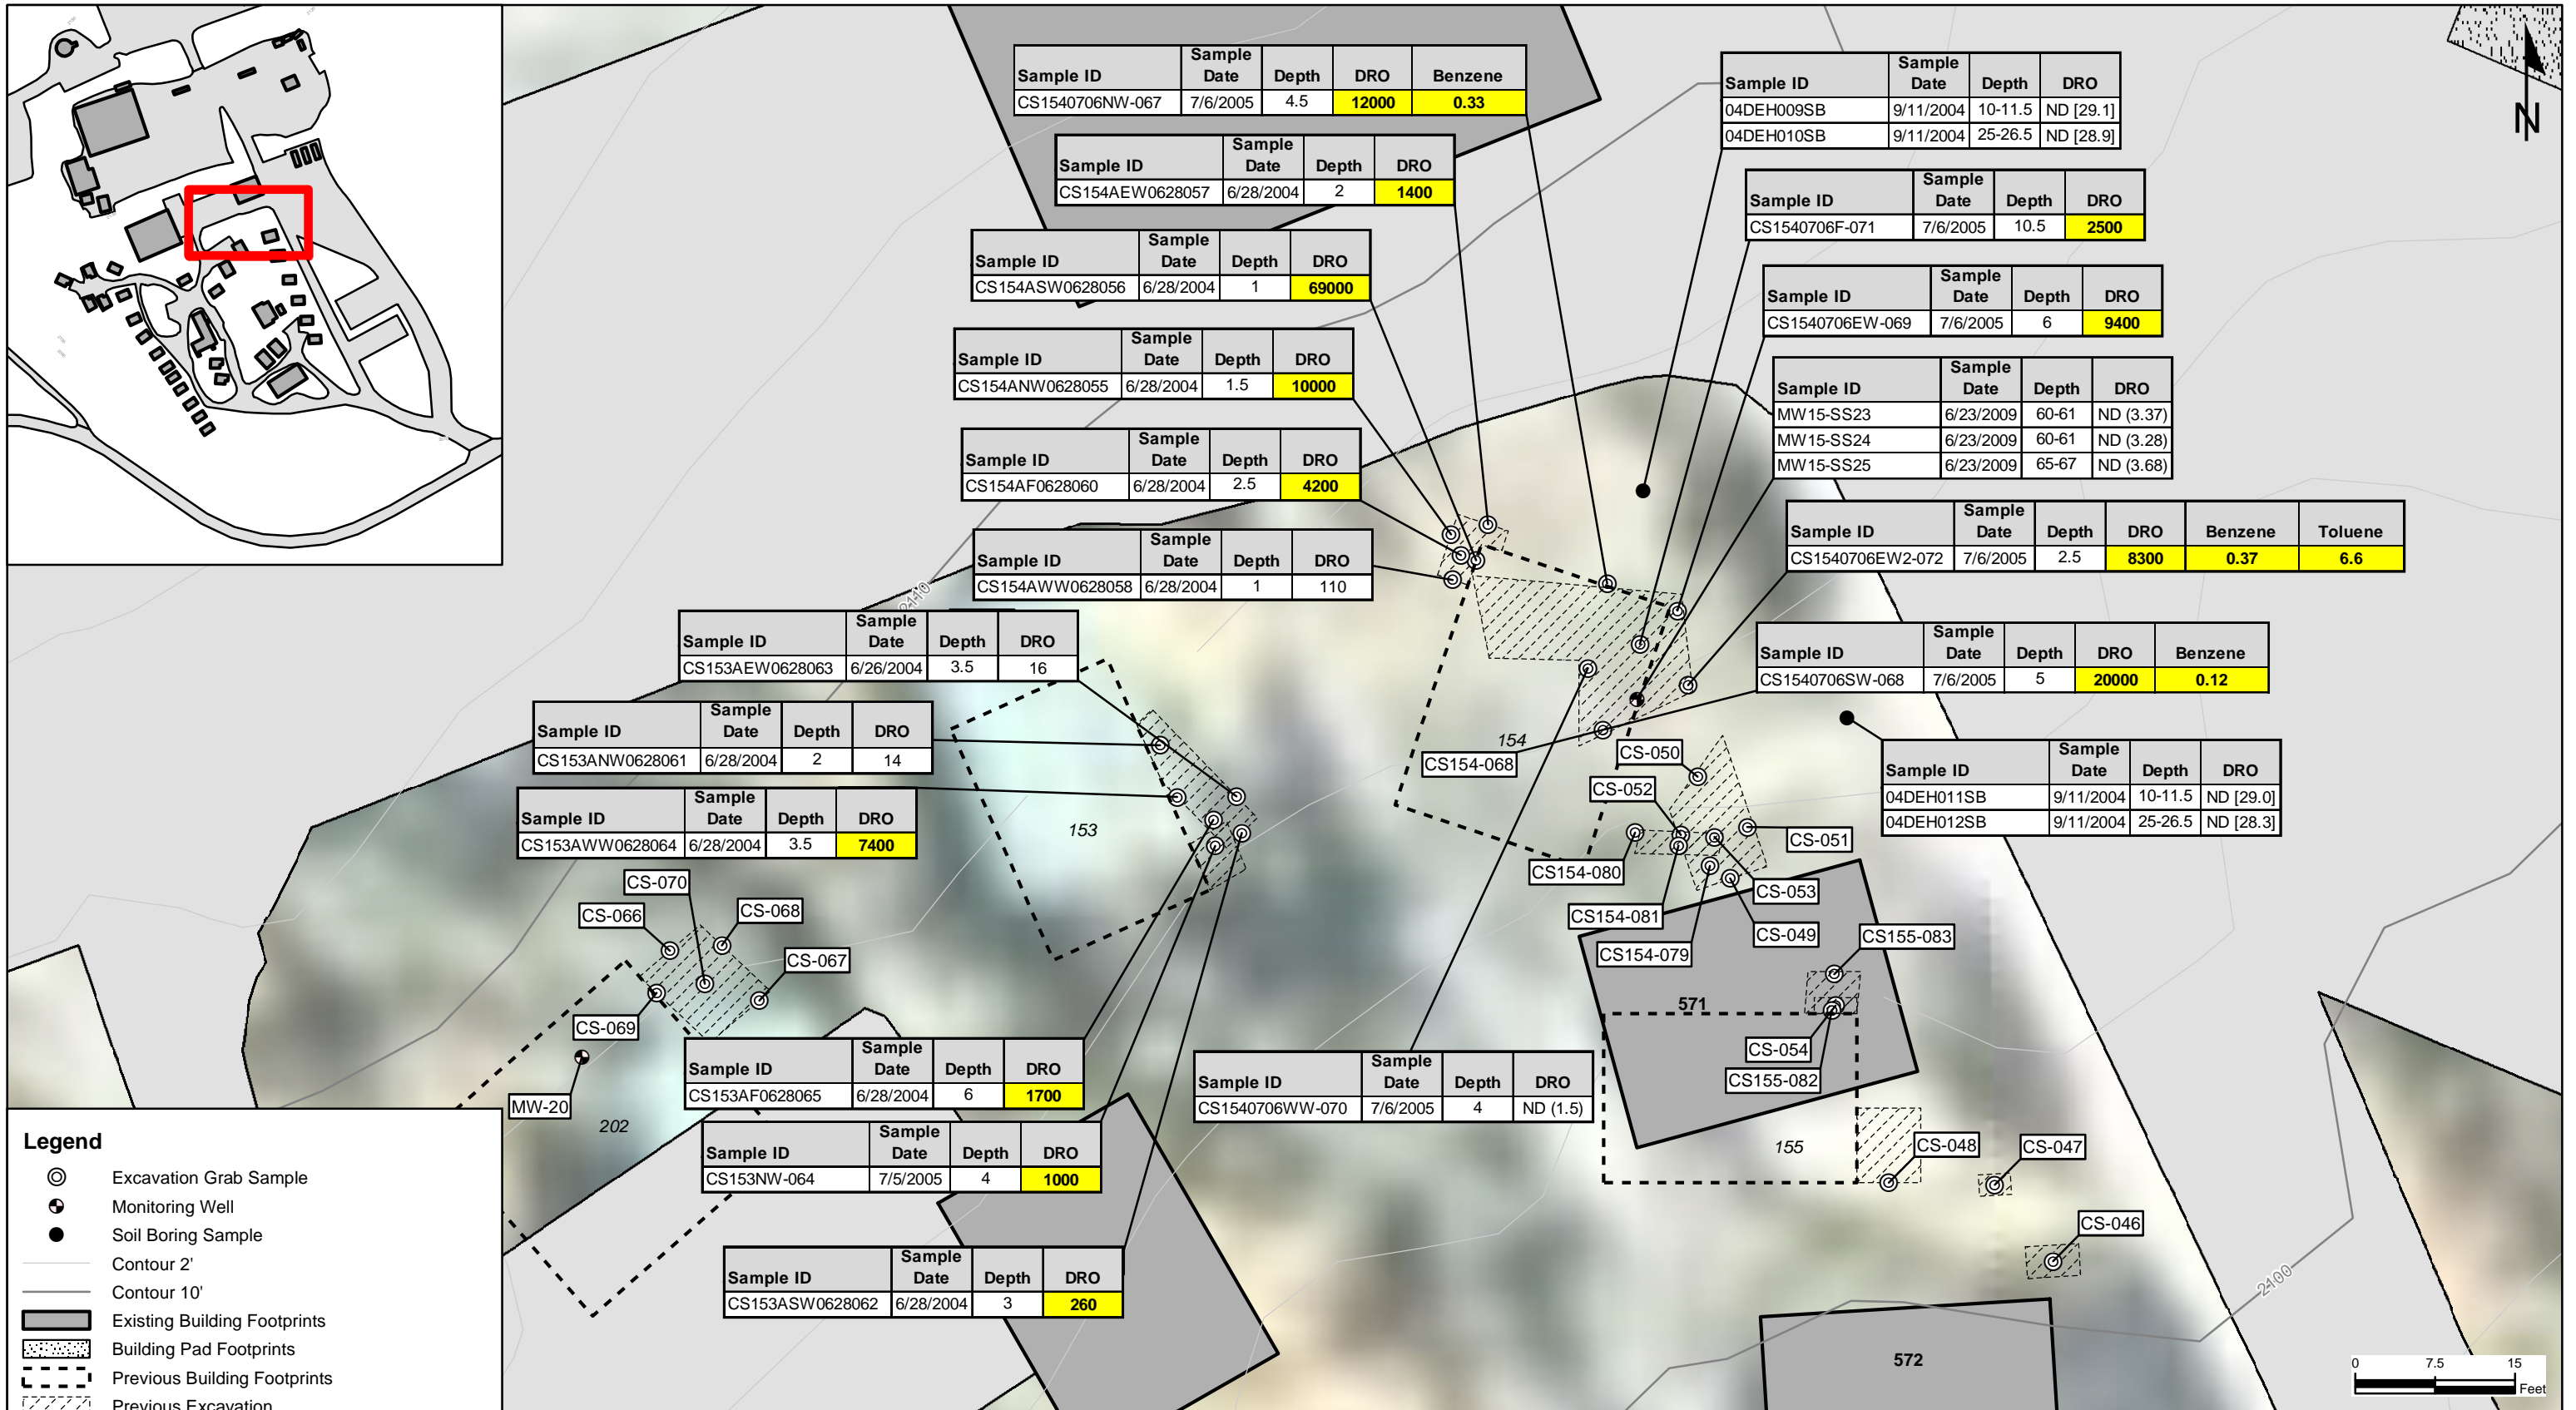 Sample ID Sample Date Depth DRO Benzene
CS1540706NW-067 7/6/2005 4.5 12000 0.33
Sample ID Sample Date Depth DRO
04DEH009SB 9/11/2004 10-11.5 ND [29.1]
04DEH010SB 9/11/2004 25-26.5 ND [28.9]
N
Sample ID Sample Date Depth DRO
CS154AEW0628057 6/28/2004 2 1400
Sample ID Sample Date Depth DRO
CS1540706F-071 7/6/2005 10.5 2500
Sample ID Sample Date Depth DRO
CS154ASW0628056 6/28/2004 1 69000
Sample ID Sample Date Depth DRO
CS1540706EW-069 7/6/2005 6 9400
Sample ID Sample Date Depth DRO
CS154ANW0628055 6/28/2004 1.5 10000
Sample ID Sample Date Depth DRO
MW15-SS23 6/23/2009 60-61 ND (3.37)
MW15-SS24 6/23/2009 60-61 ND (3.28)
MW15-SS25 6/23/2009 65-67 ND (3.68)
Sample ID Sample Date Depth DRO
CS154AF0628060 6/28/2004 2.5 4200
Sample ID Sample Date Depth DRO Benzene Toluene
CS1540706EW2-072 7/6/2005 2.5 8300 0.37 6.6
Sample ID Sample Date Depth DRO
CS154AWW0628058 6/28/2004 1 110
2110
Sample ID Sample Date Depth DRO
CS153AEW0628063 6/26/2004 3.5 16
Sample ID Sample Date Depth DRO Benzene
CS1540706SW-068 7/6/2005 5 20000 0.12
Sample ID Sample Date Depth DRO
CS153ANW0628061 6/28/2004 2 14
154
CS154-068
CS-050
CS-052
Sample ID Sample Date Depth DRO
04DEH011SB 9/11/2004 10-11.5 ND [29.0]
04DEH012SB 9/11/2004 25-26.5 ND [28.3]
Sample ID Sample Date Depth DRO
CS153AWW0628064 6/28/2004 3.5 7400
153
CS-051
CS154-080
CS-053
CS-070
CS-066
CS-068
CS154-081
CS-049
CS155-083
CS154-079
CS-067
571
CS-069
CS-054
CS155-082
MW-20
202
Sample ID Sample Date Depth DRO
CS153AF0628065 6/28/2004 6 1700
Sample ID Sample Date Depth DRO
CS1540706WW-070 7/6/2005 4 ND (1.5)
155
CS-048
CS-047
Sample ID Sample Date Depth DRO
CS153NW-064 7/5/2005 4 1000
CS-046
Sample ID Sample Date Depth DRO
CS153ASW0628062 6/28/2004 3 260
2100
572
Legend
Excavation Grab Sample
Monitoring Well
Soil Boring Sample
Contour 2'
Contour 10'
Existing Building Footprints
Building Pad Footprints
Previous Building Footprints
Previous Excavation
0 7.5 15
Feet